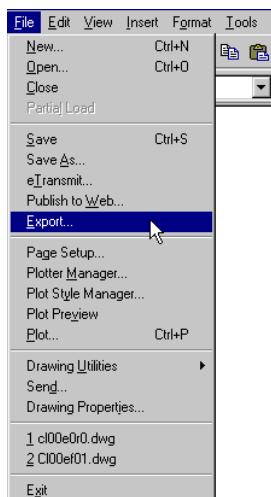 File Edit View Insert Format Tools
New... Ctrl+N
Open... Ctrl+O
Close
Partial Load
Save Ctrl+S
Save As...
eTransmit...
Publish to Web...
Export...
Page Setup...
Plotter Manager...
Plot Style Manager...
Plot Preview
Plot... Ctrl+P
Drawing Utilities
Send...
Drawing Properties...
1 cl00e0r0.dwg
2 Cl00ef01.dwg
Exit